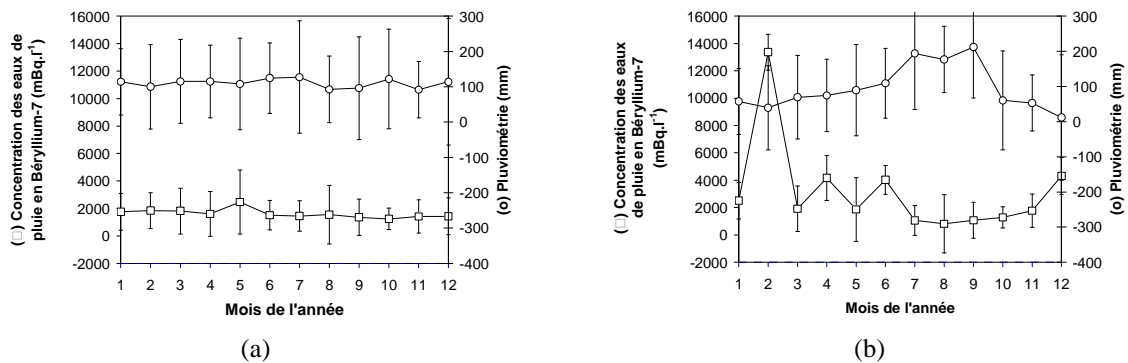 (□) Concentration des eaux de
pluie en Béryllium-7 (mBq.l⁻¹)
16000
14000
12000
10000
8000
6000
4000
2000
0
-2000
300
200
100
0
-100
-200
-300
-400
(o) Pluviométrie (mm)
1 2 3 4 5 6 7 8 9 10 11 12
Mois de l'année
(a)
(□) Concentration des eaux
de pluie en Béryllium-7
(mBq.l⁻¹)
16000
14000
12000
10000
8000
6000
4000
2000
0
-2000
300
200
100
0
-100
-200
-300
-400
(o) Pluviométrie (mm)
1 2 3 4 5 6 7 8 9 10 11 12
Mois de l'année
(b)